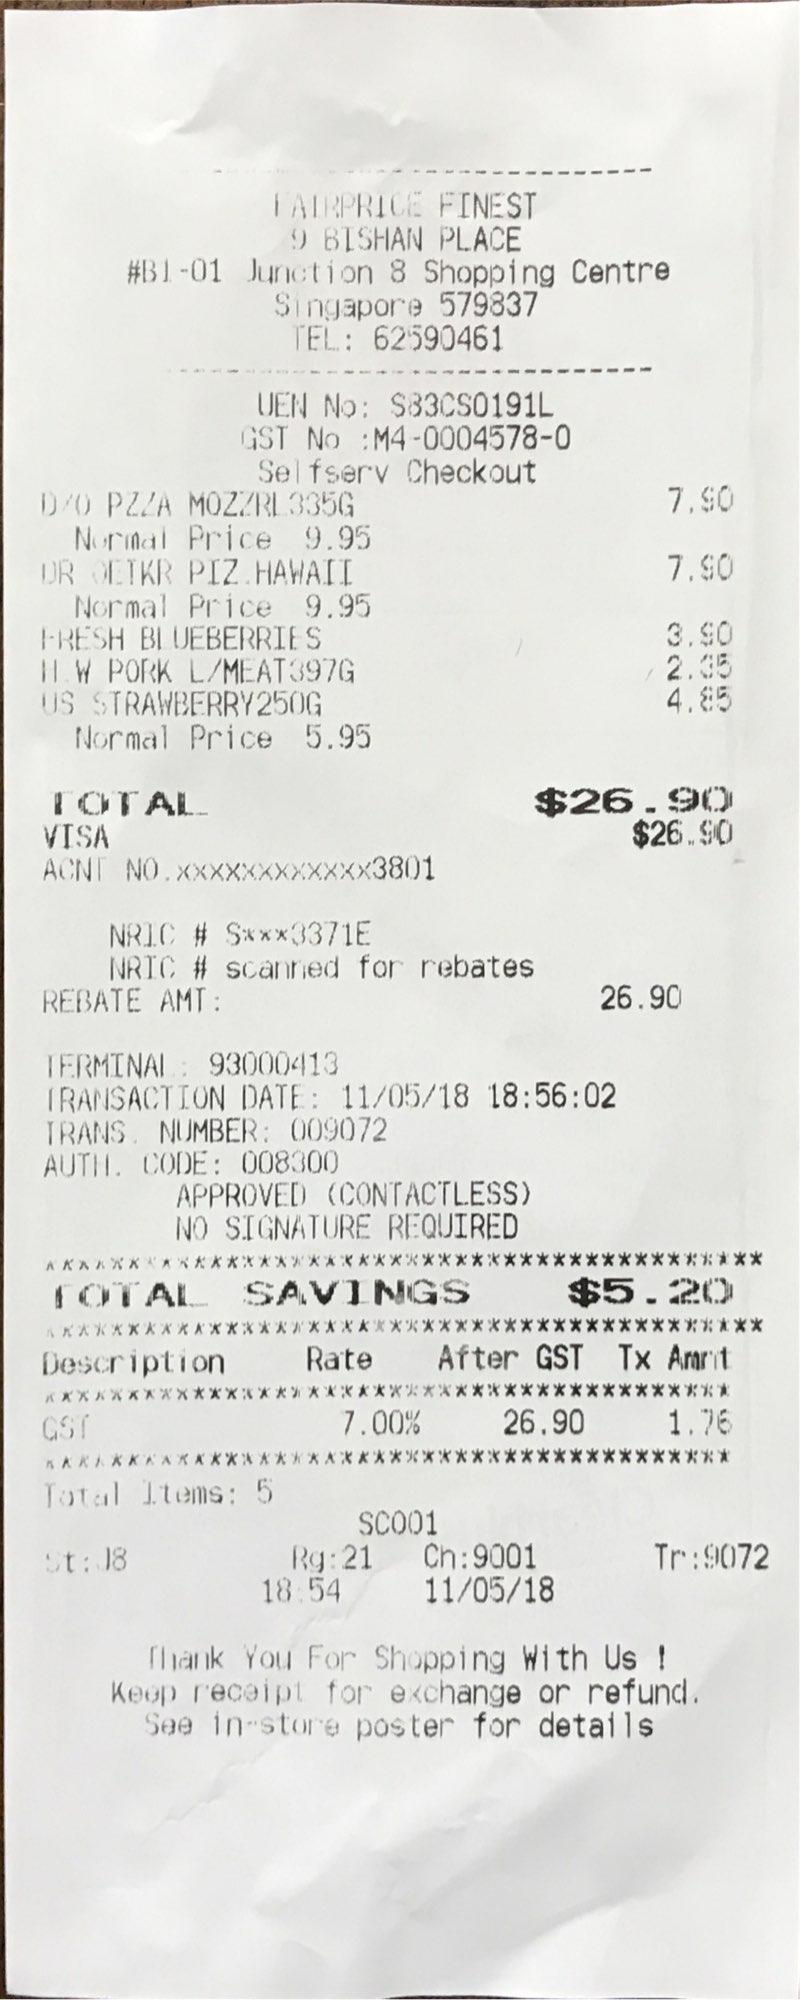 --------------------------------
FAIRPRICE FINEST
9 BISHAN PLACE
#B1-01 Junction 8 Shopping Centre
Singapore 579837
TEL: 62590461
--------------------------------
UEN No: S83CS0191L
GST No :M4-0004578-0
Selfserv Checkout
D/O PZZA MOZZRL335G 7.90
Normal Price 9.95
DR OETKR PIZ.HAWAII 7.90
Normal Price 9.95
FRESH BLUEBERRIES 3.90
H.W PORK L/MEAT397G 2.35
US STRAWBERRY250G 4.85
Normal Price 5.95
TOTAL $26.90
VISA $26.90
ACNT NO.xxxxxxxxxxxx3801
NRIC # S***3371E
NRIC # scanned for rebates
REBATE AMT: 26.90
TERMINAL: 93000413
TRANSACTION DATE: 11/05/18 18:56:02
TRANS. NUMBER: 009072
AUTH. CODE: 008300
APPROVED (CONTACTLESS)
NO SIGNATURE REQUIRED
********************************************
TOTAL SAVINGS $5.20
********************************************
Description Rate After GST Tx Amnt
******************************************
GST 7.00% 26.90 1.76
******************************************
Total Items: 5
SC001
St:J8 Rg:21 Ch:9001 Tr:9072
18:54 11/05/18
Thank You For Shopping With Us !
Keep receipt for exchange or refund.
See in-store poster for details